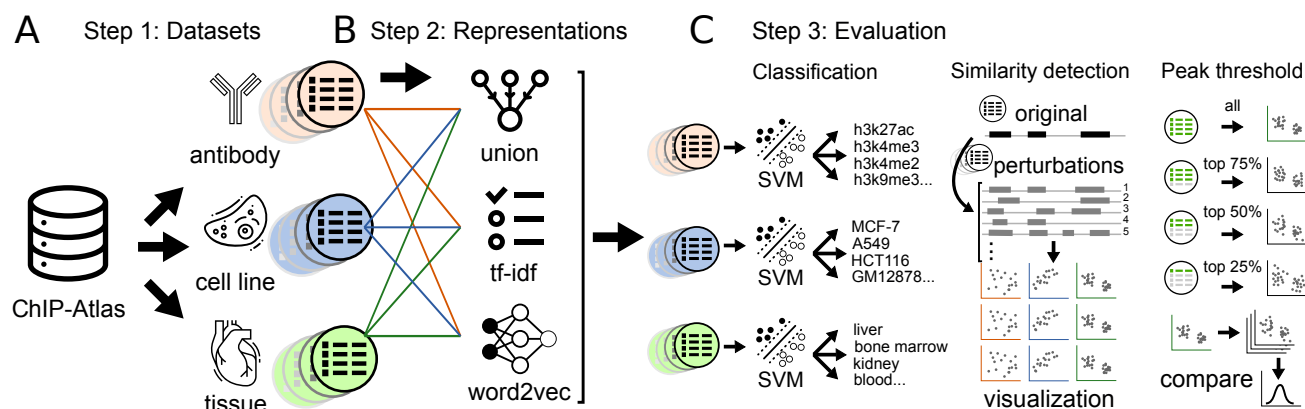 A
Step 1: Datasets
B
Step 2: Representations
C
Step 3: Evaluation
antibody
cell line
tissue
ChIP-Atlas
union
tf-idf
word2vec
Classification
SVM
h3k27ac
h3k4me3
h3k4me2
h3k9me3...
SVM
MCF-7
A549
HCT116
GM12878...
SVM
liver
bone marrow
kidney
blood...
Similarity detection
original
perturbations
1
2
3
4
5
visualization
Peak threshold
all
top 75%
top 50%
top 25%
compare